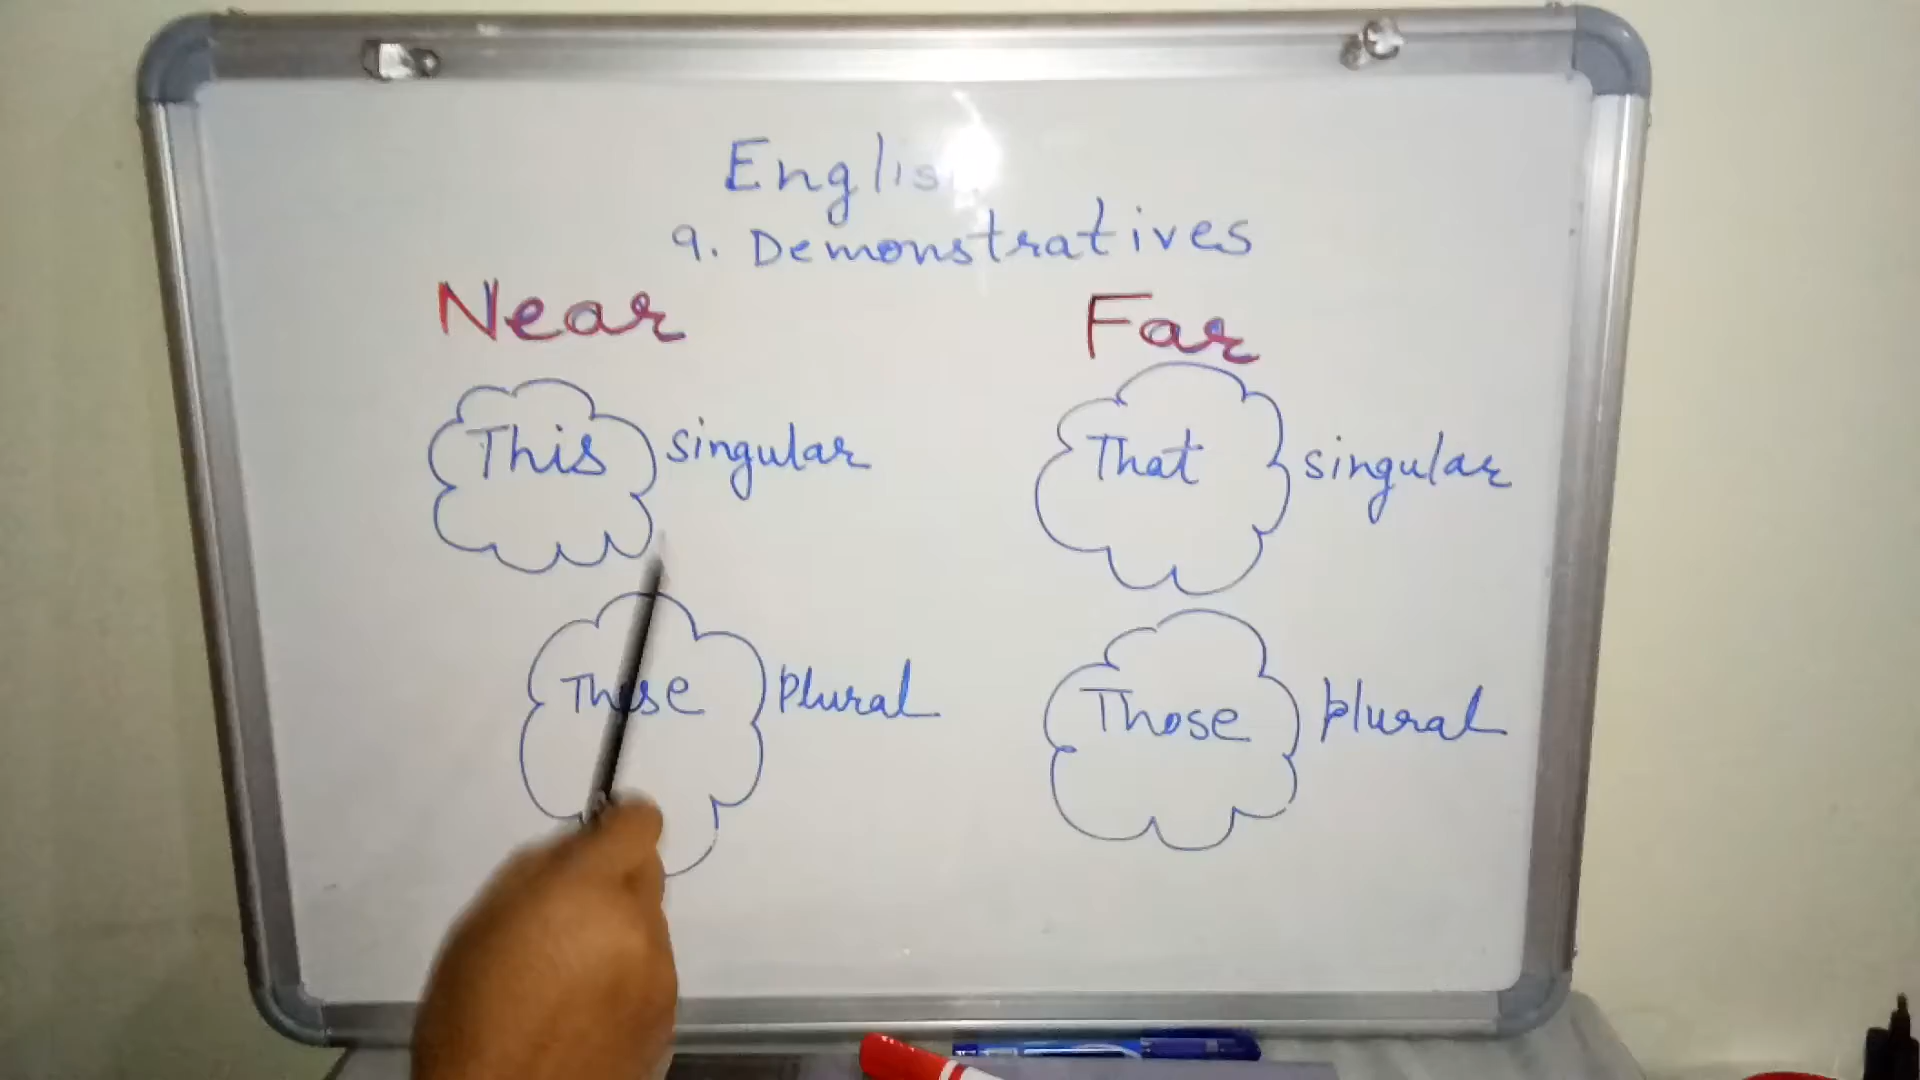 English
9. Demonstratives
Near
Far
This singular
That singular
These Plural
Those plural